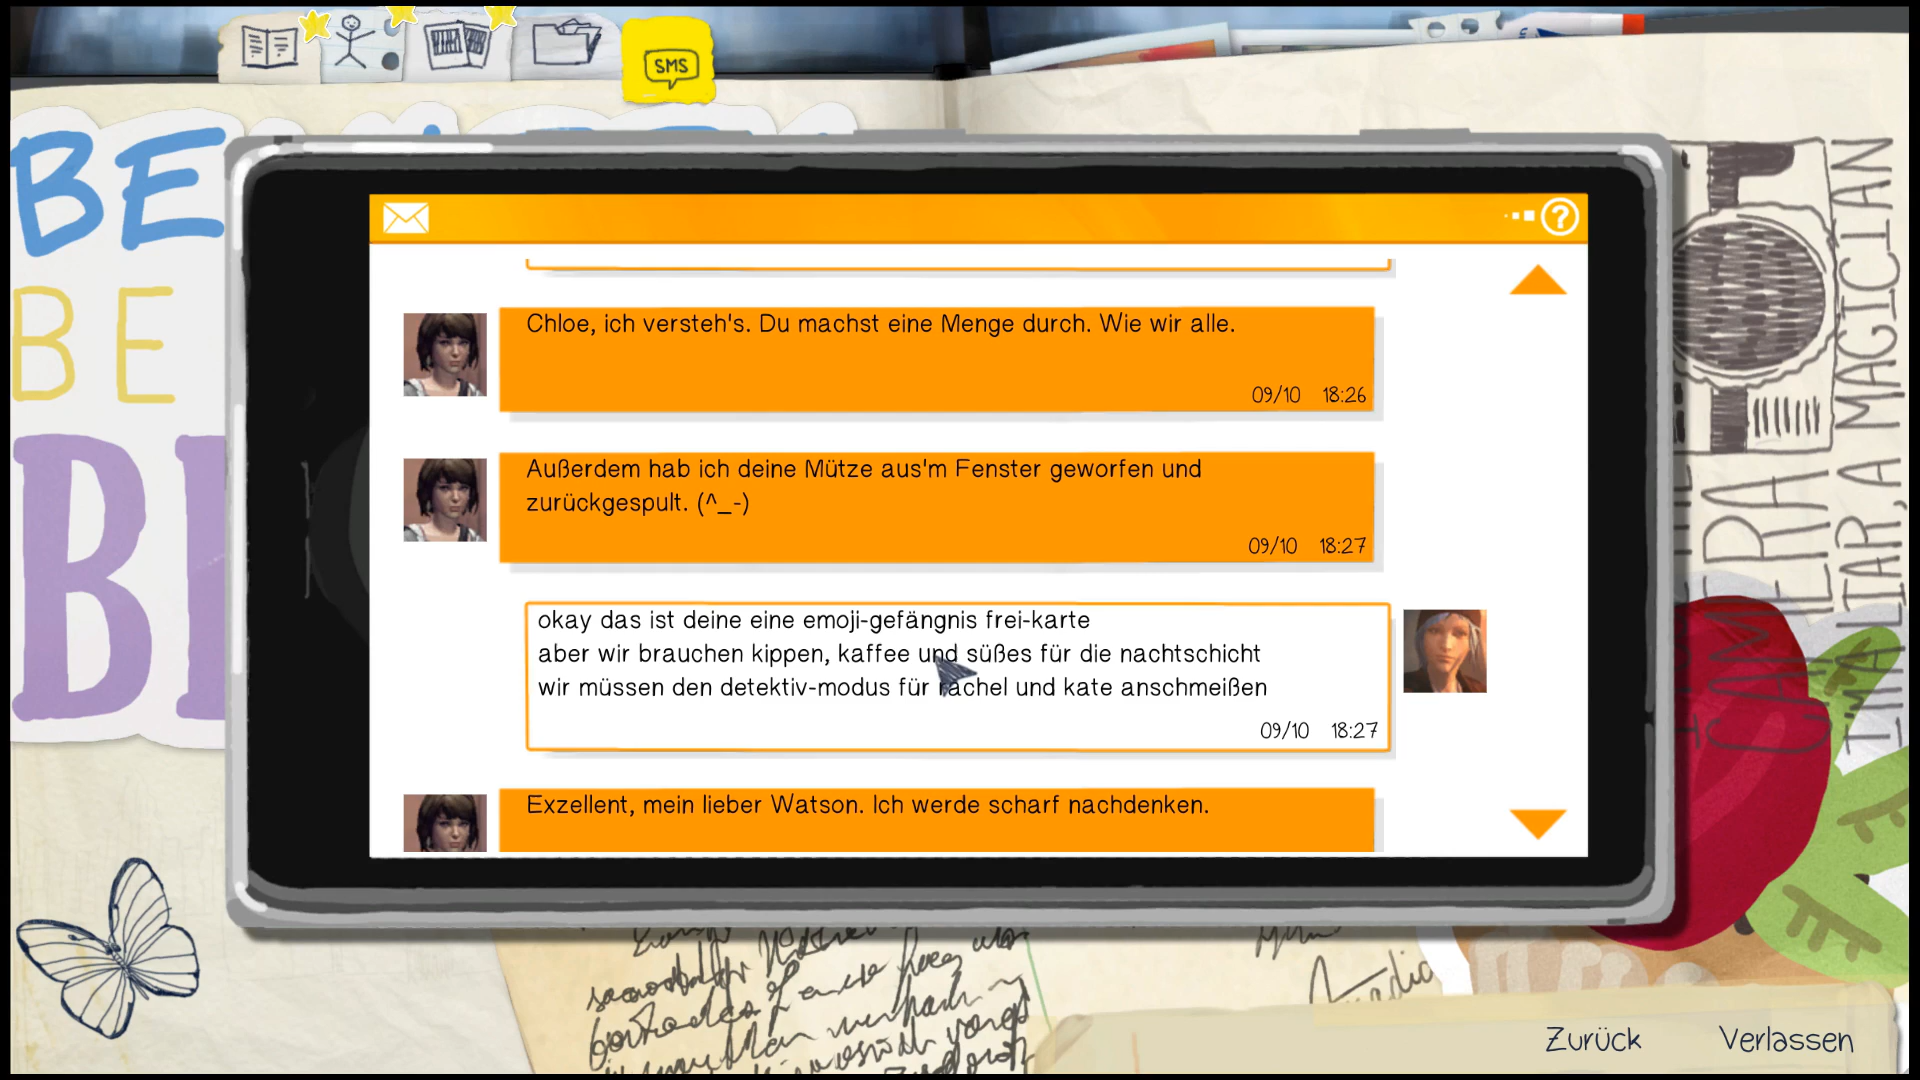 SMS
BE
BE
Chloe, ich versteh's. Du machst eine Menge durch. Wie wir alle.
09/10 18:26
Außerdem hab ich deine Mütze aus'm Fenster geworfen und
zurückgespult. (^_-)
09/10 18:27
okay das ist deine eine emoji-gefängnis frei-karte
aber wir brauchen kippen, kaffee und süßes für die nachtschicht
wir müssen den detektiv-modus für rachel und kate anschmeißen
09/10 18:27
Exzellent, mein lieber Watson. Ich werde scharf nachdenken.
CAMERA
LIAR, A MAGICIAN
Zurück Verlassen